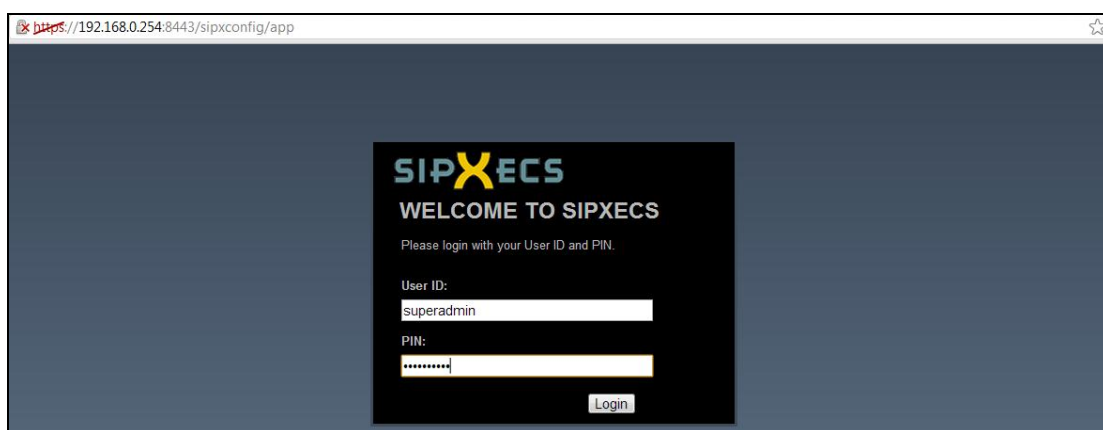 https://192.168.0.254:8443/sipxconfig/app
SIPXECS
WELCOME TO SIPXECS
Please login with your User ID and PIN.
User ID:
superadmin
PIN:
••••••••••
Login